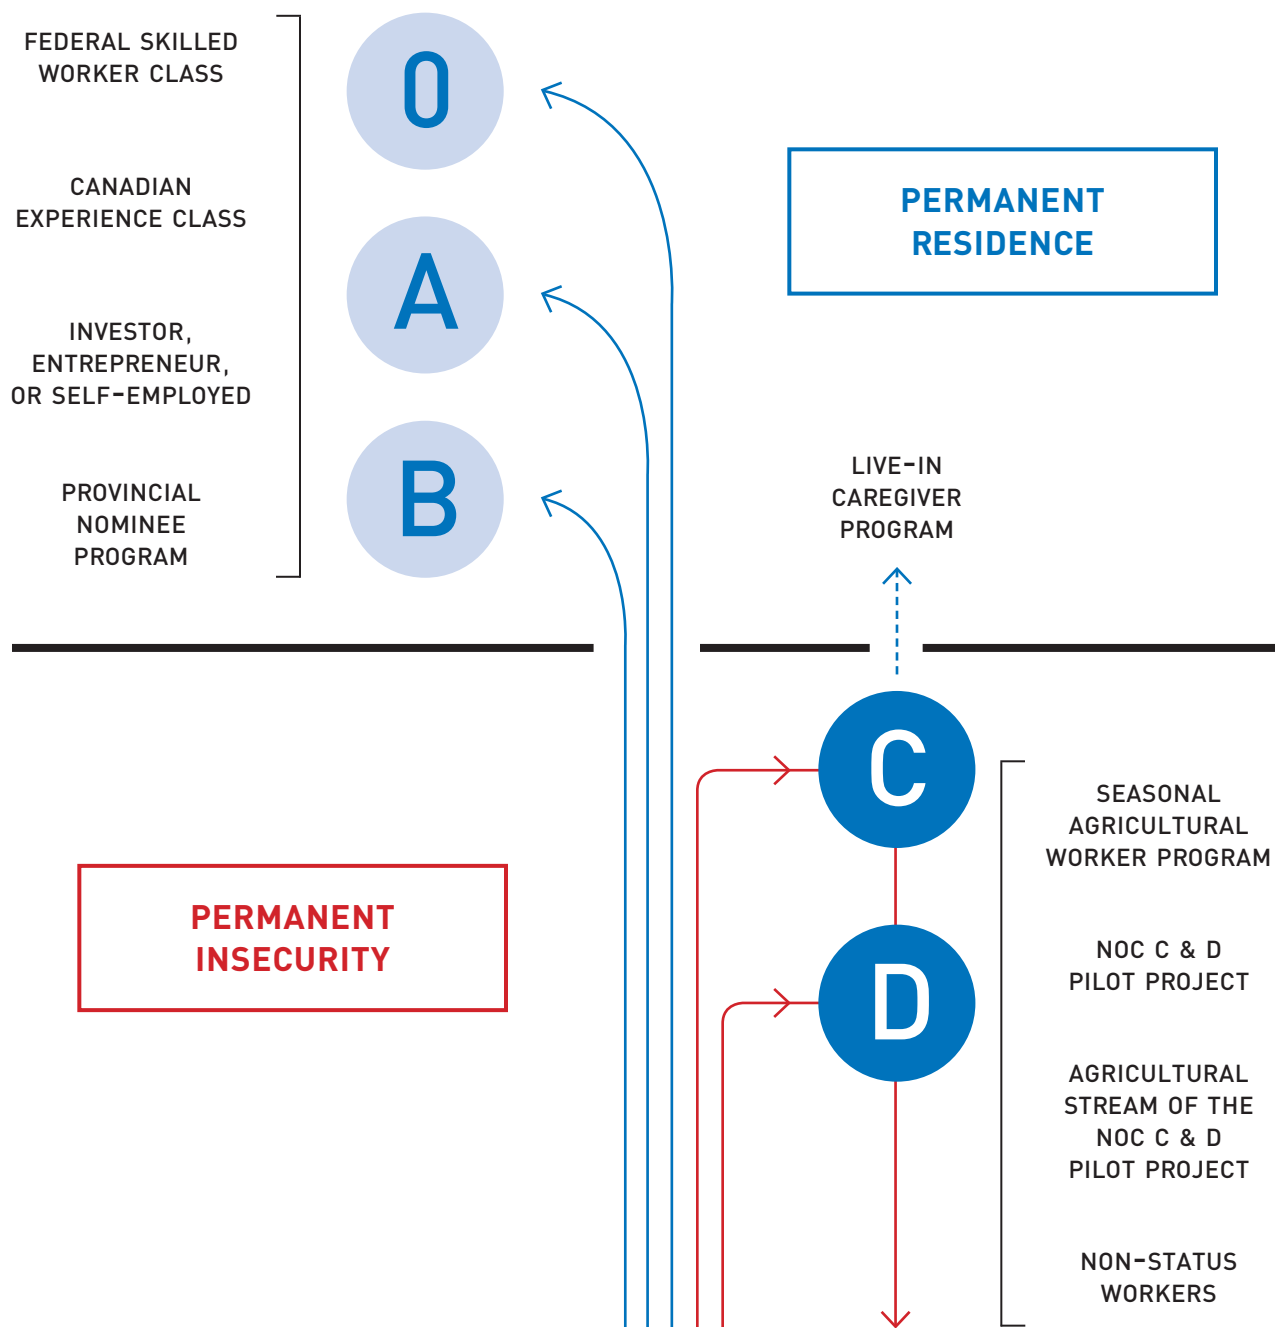 FEDERAL SKILLED
WORKER CLASS
CANADIAN
EXPERIENCE CLASS
INVESTOR,
ENTREPRENEUR,
OR SELF-EMPLOYED
PROVINCIAL
NOMINEE
PROGRAM
0
A
B
PERMANENT
RESIDENCE
LIVE-IN
CAREGIVER
PROGRAM
PERMANENT
INSECURITY
C
D
SEASONAL
AGRICULTURAL
WORKER PROGRAM
NOC C & D
PILOT PROJECT
AGRICULTURAL
STREAM OF THE
NOC C & D
PILOT PROJECT
NON-STATUS
WORKERS